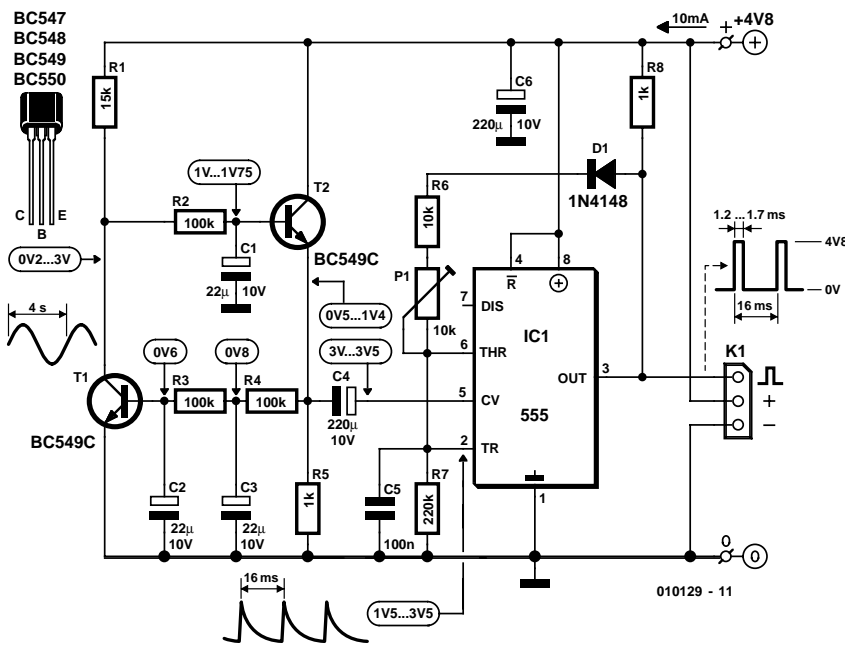 BC547
BC548
BC549
BC550
10mA
+
+4V8
R1
15k
C6
220µ
10V
R8
1k
D1
1N4148
1V...1V75
T2
R6
10k
R2
100k
C
B
E
C1
22µ
10V
BC549C
0V2...3V
P1
10k
1.2 ... 1.7 ms
4V8
0V
16 ms
4
R
8
7
DIS
IC1
0V5...1V4
4 s
3V...3V5
6
THR
K1
T1
0V6
0V8
OUT
3
R3
100k
R4
100k
C4
220µ
10V
5
CV
555
+
–
BC549C
2
TR
R5
1k
C5
100n
R7
220k
C2
22µ
10V
C3
22µ
10V
1
0
0
16 ms
1V5...3V5
010129 - 11